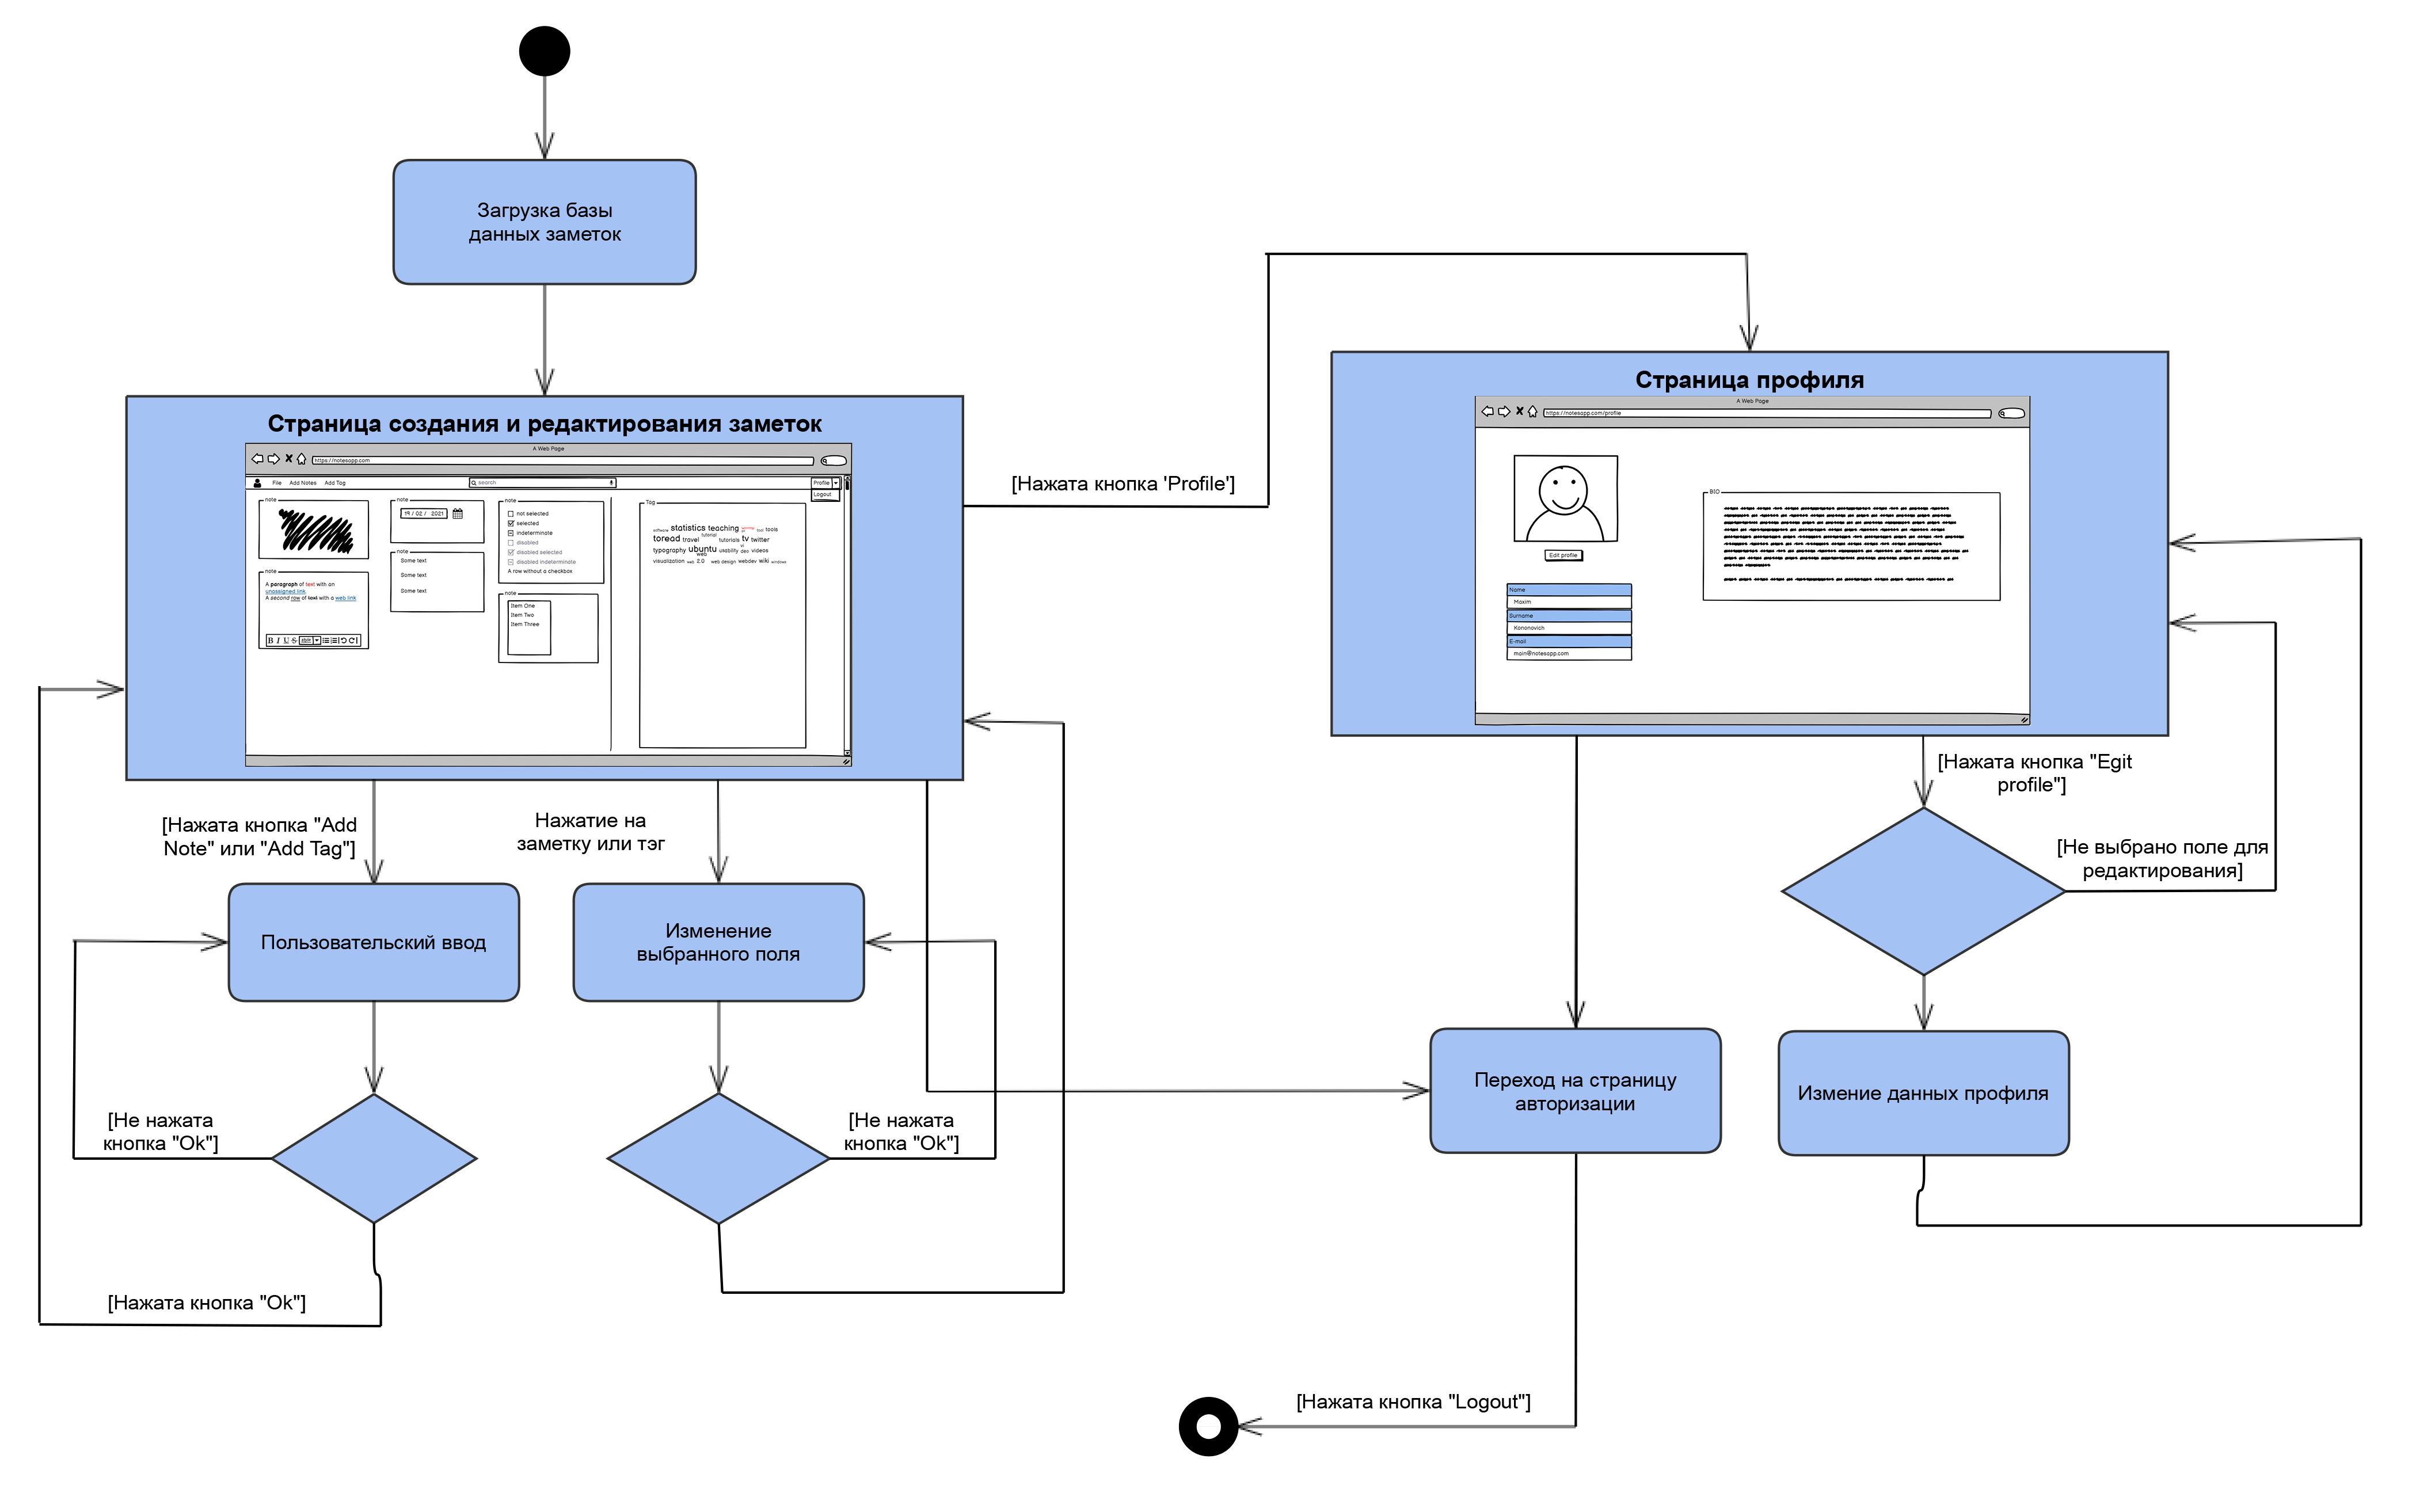 Загрузка базы
данных заметок
Страница создания и редактирования заметок
A Web Page
https://notesapp.com
File Add Notes Add Tag
search
Profile
Logout
note
note
19 / 02 / 2021
note
not selected
selected
indeterminate
disabled
disabled selected
disabled indeterminate
A row without a checkbox
note
Some text
Some text
Some text
note
A paragraph of text with an
unassigned link.
A second row of text with a web link
B I U S
note
Item One
Item Two
Item Three
Tag
software statistics teaching tool tools
toread travel tutorial tutorials tv twitter
typography ubuntu usability vi deo videos
visualization web 2.0 web web design webdev wiki windows
[Нажата кнопка 'Profile']
Страница профиля
A Web Page
https://notesapp.com/profile
Edit profile
BIO
Name
Maxim
Surname
Kononovich
E-mail
main@notesapp.com
[Нажата кнопка "Add
Note" или "Add Tag"]
Нажатие на
заметку или тэг
[Нажата кнопка "Egit
profile"]
[Не выбрано поле для
редактирования]
Пользовательский ввод
Изменение
выбранного поля
Переход на страницу
авторизации
Измение данных профиля
[Не нажата
кнопка "Ok"]
[Не нажата
кнопка "Ok"]
[Нажата кнопка "Ok"]
[Нажата кнопка "Logout"]